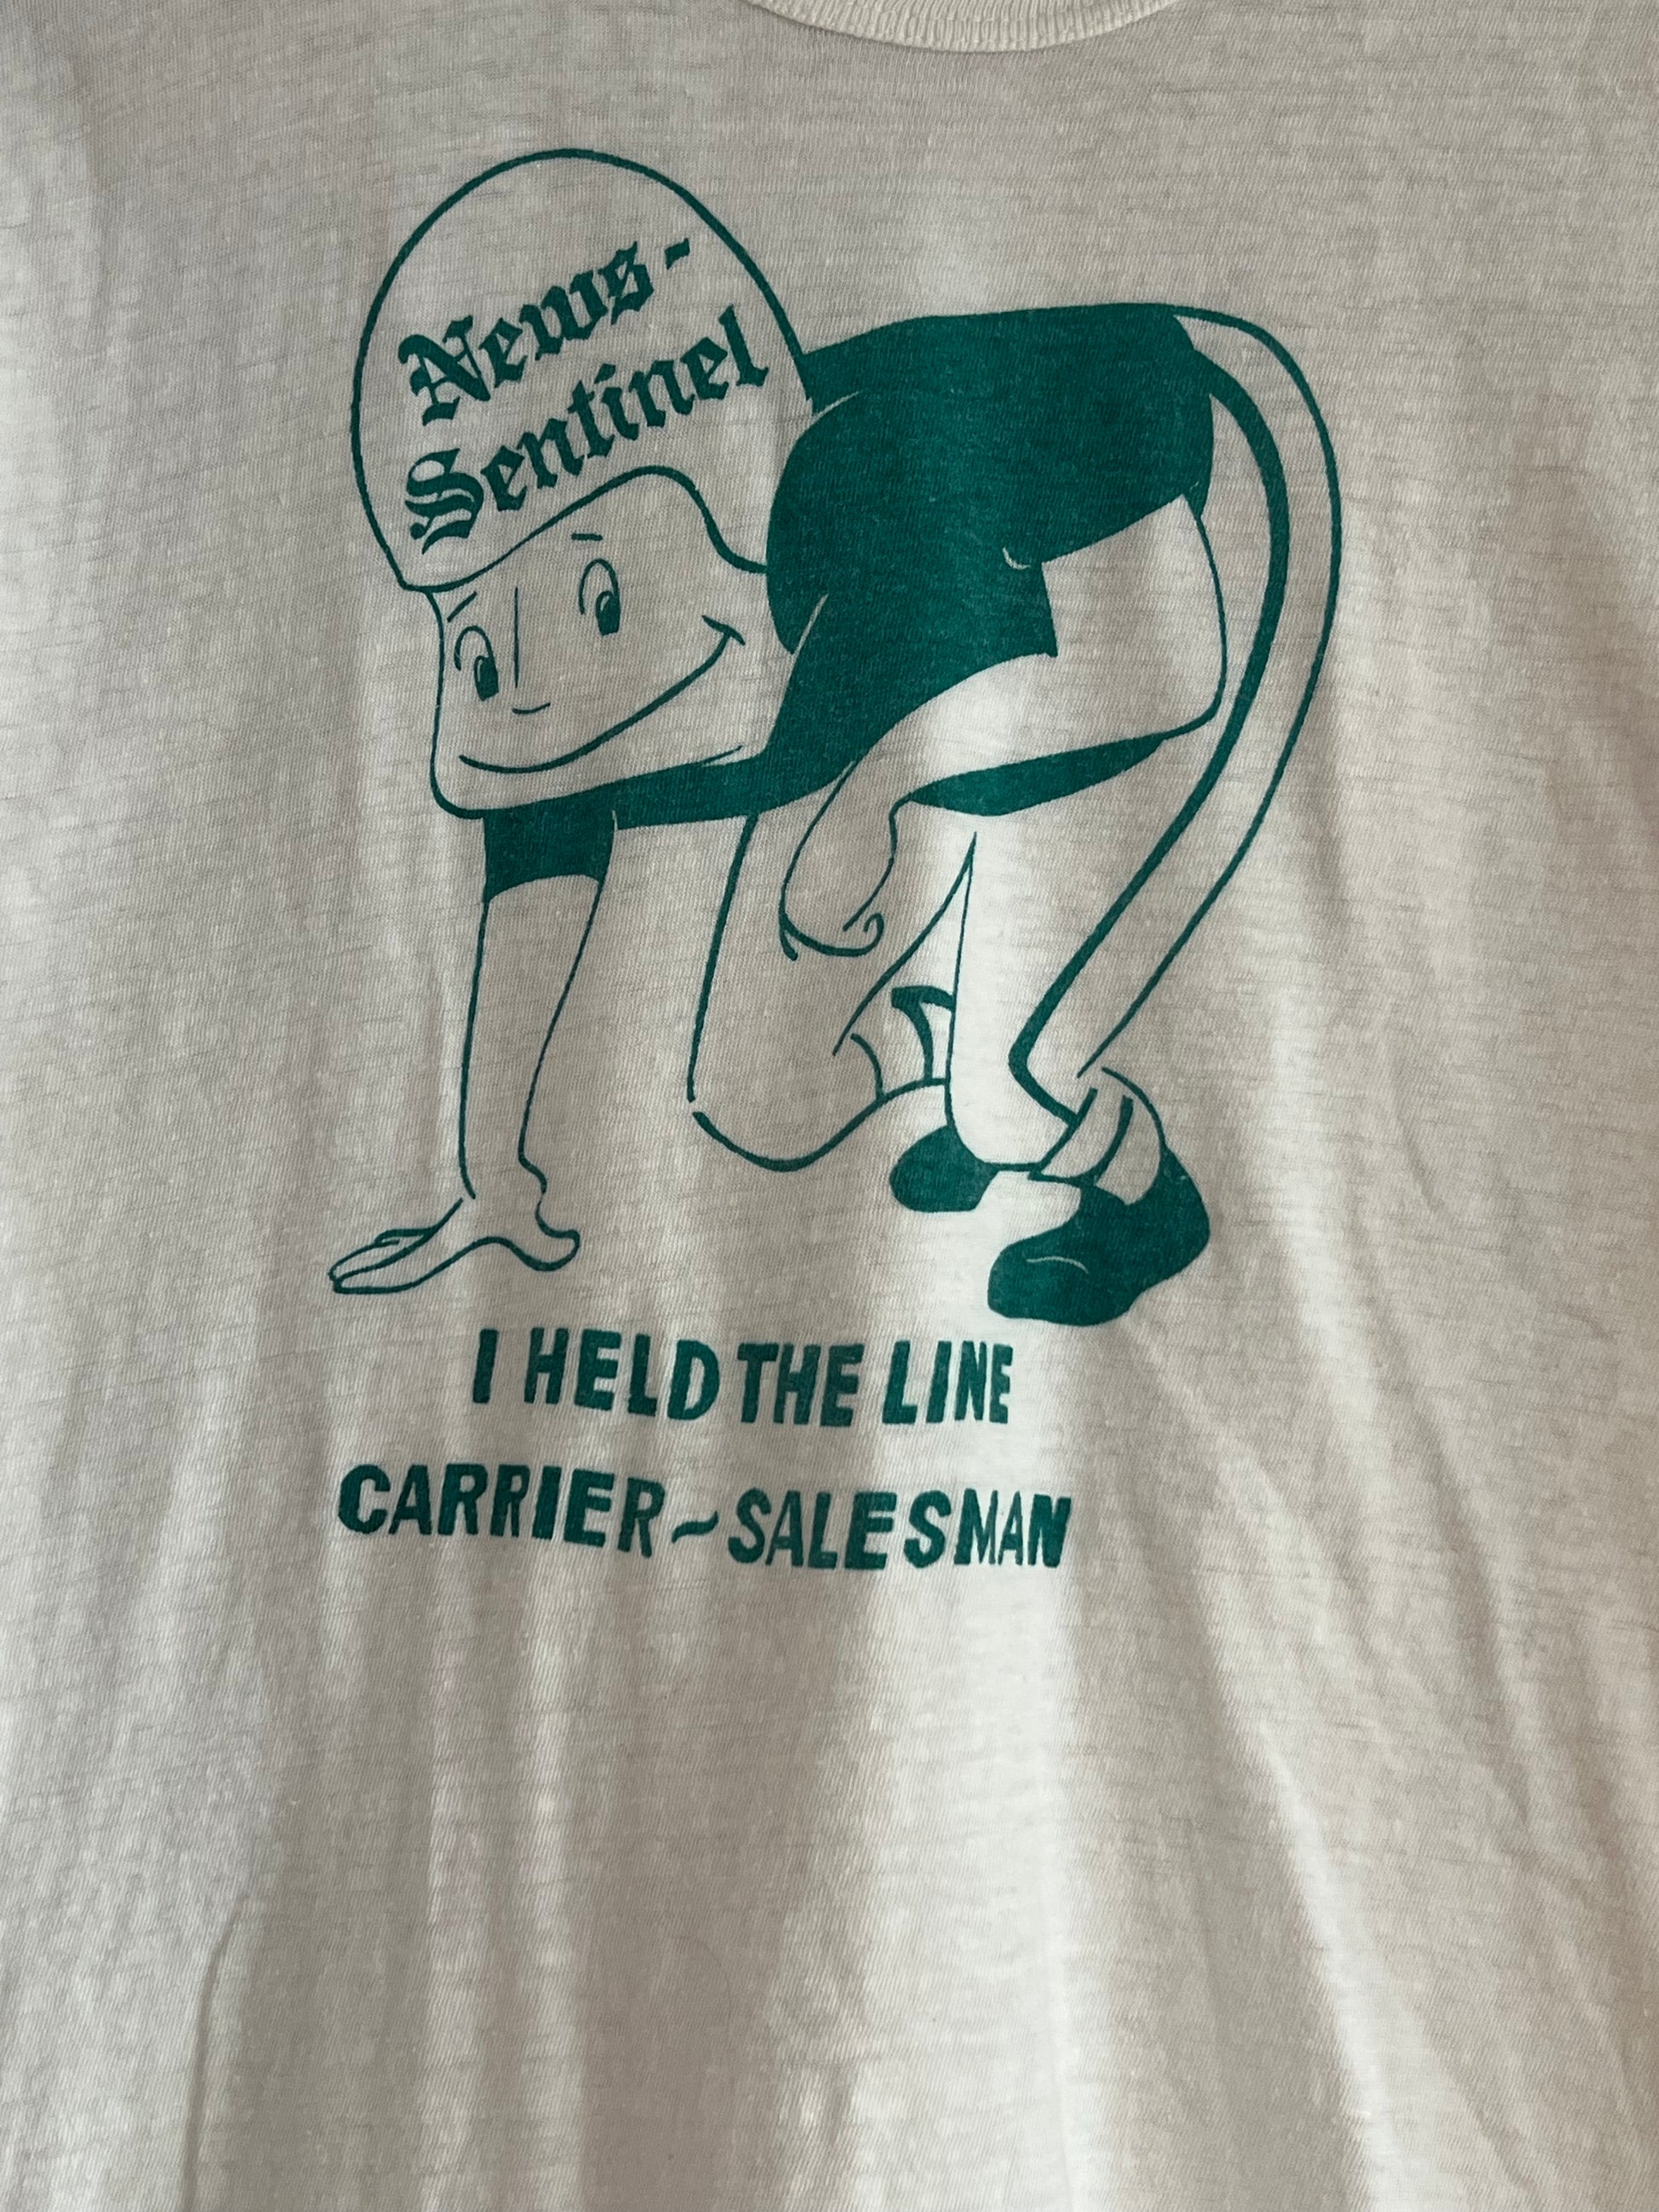 News-
Sentinel
I HELD THE LINE
CARRIER~SALESMAN